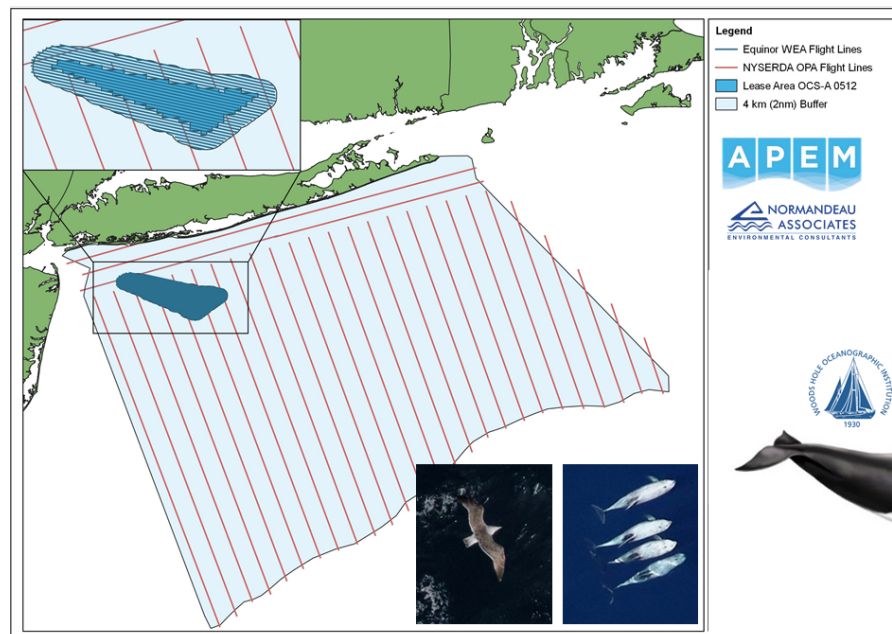 Legend
Equinor WEA Flight Lines
NYSERDA OPA Flight Lines
Lease Area OCS-A 0512
4 km (2nm) Buffer
APEM
NORMANDEAU
ASSOCIATES
ENVIRONMENTAL CONSULTANTS
WOODS HOLE OCEANOGRAPHIC INSTITUTION
1930